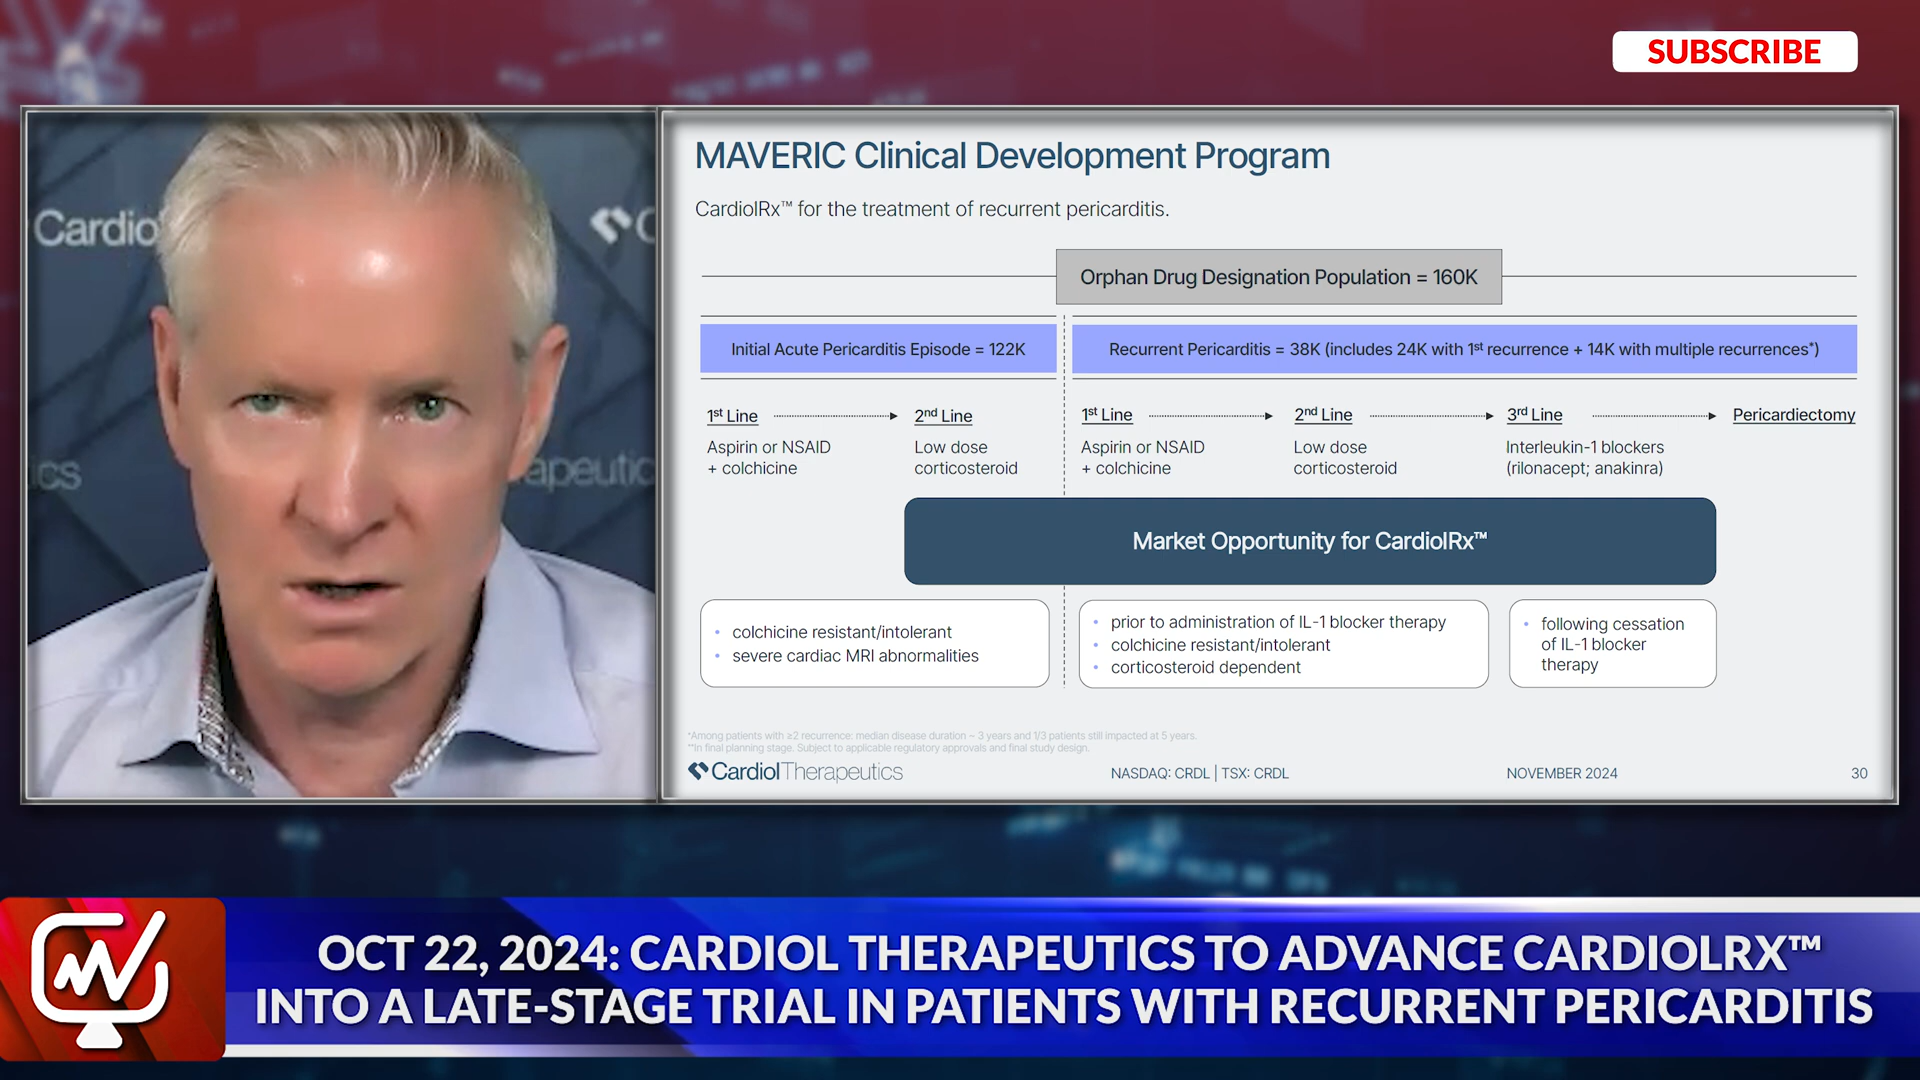 SUBSCRIBE
Cardio
C
ics
apeutic
MAVERIC Clinical Development Program
CardiolRx™ for the treatment of recurrent pericarditis.
Orphan Drug Designation Population = 160K
Initial Acute Pericarditis Episode = 122K
Recurrent Pericarditis = 38K (includes 24K with 1st recurrence + 14K with multiple recurrences*)
1st Line
2nd Line
1st Line
2nd Line
3rd Line
Pericardiectomy
Aspirin or NSAID
+ colchicine
Low dose
corticosteroid
Aspirin or NSAID
+ colchicine
Low dose
corticosteroid
Interleukin-1 blockers
(rilonacept; anakinra)
Market Opportunity for CardiolRx™
• colchicine resistant/intolerant
• severe cardiac MRI abnormalities
• prior to administration of IL-1 blocker therapy
• colchicine resistant/intolerant
• corticosteroid dependent
• following cessation
of IL-1 blocker
therapy
*Among patients with ≥2 recurrence: median disease duration ~ 3 years and 1/3 patients still impacted at 5 years.
**In final planning stage. Subject to applicable regulatory approvals and final study design.
CardiolTherapeutics
NASDAQ: CRDL | TSX: CRDL
NOVEMBER 2024
30
OCT 22, 2024: CARDIOL THERAPEUTICS TO ADVANCE CARDIOLRX™
INTO A LATE-STAGE TRIAL IN PATIENTS WITH RECURRENT PERICARDITIS